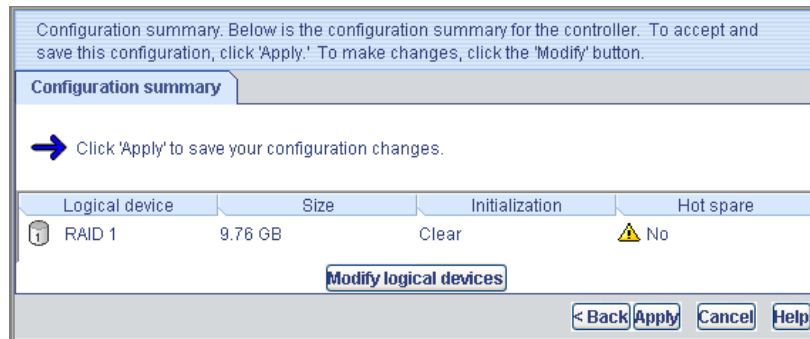 Configuration summary. Below is the configuration summary for the controller. To accept and
save this configuration, click 'Apply.' To make changes, click the 'Modify' button.
Configuration summary
Click 'Apply' to save your configuration changes.
Logical device Size Initialization Hot spare
1 RAID 1 9.76 GB Clear No
Modify logical devices
< Back Apply Cancel Help